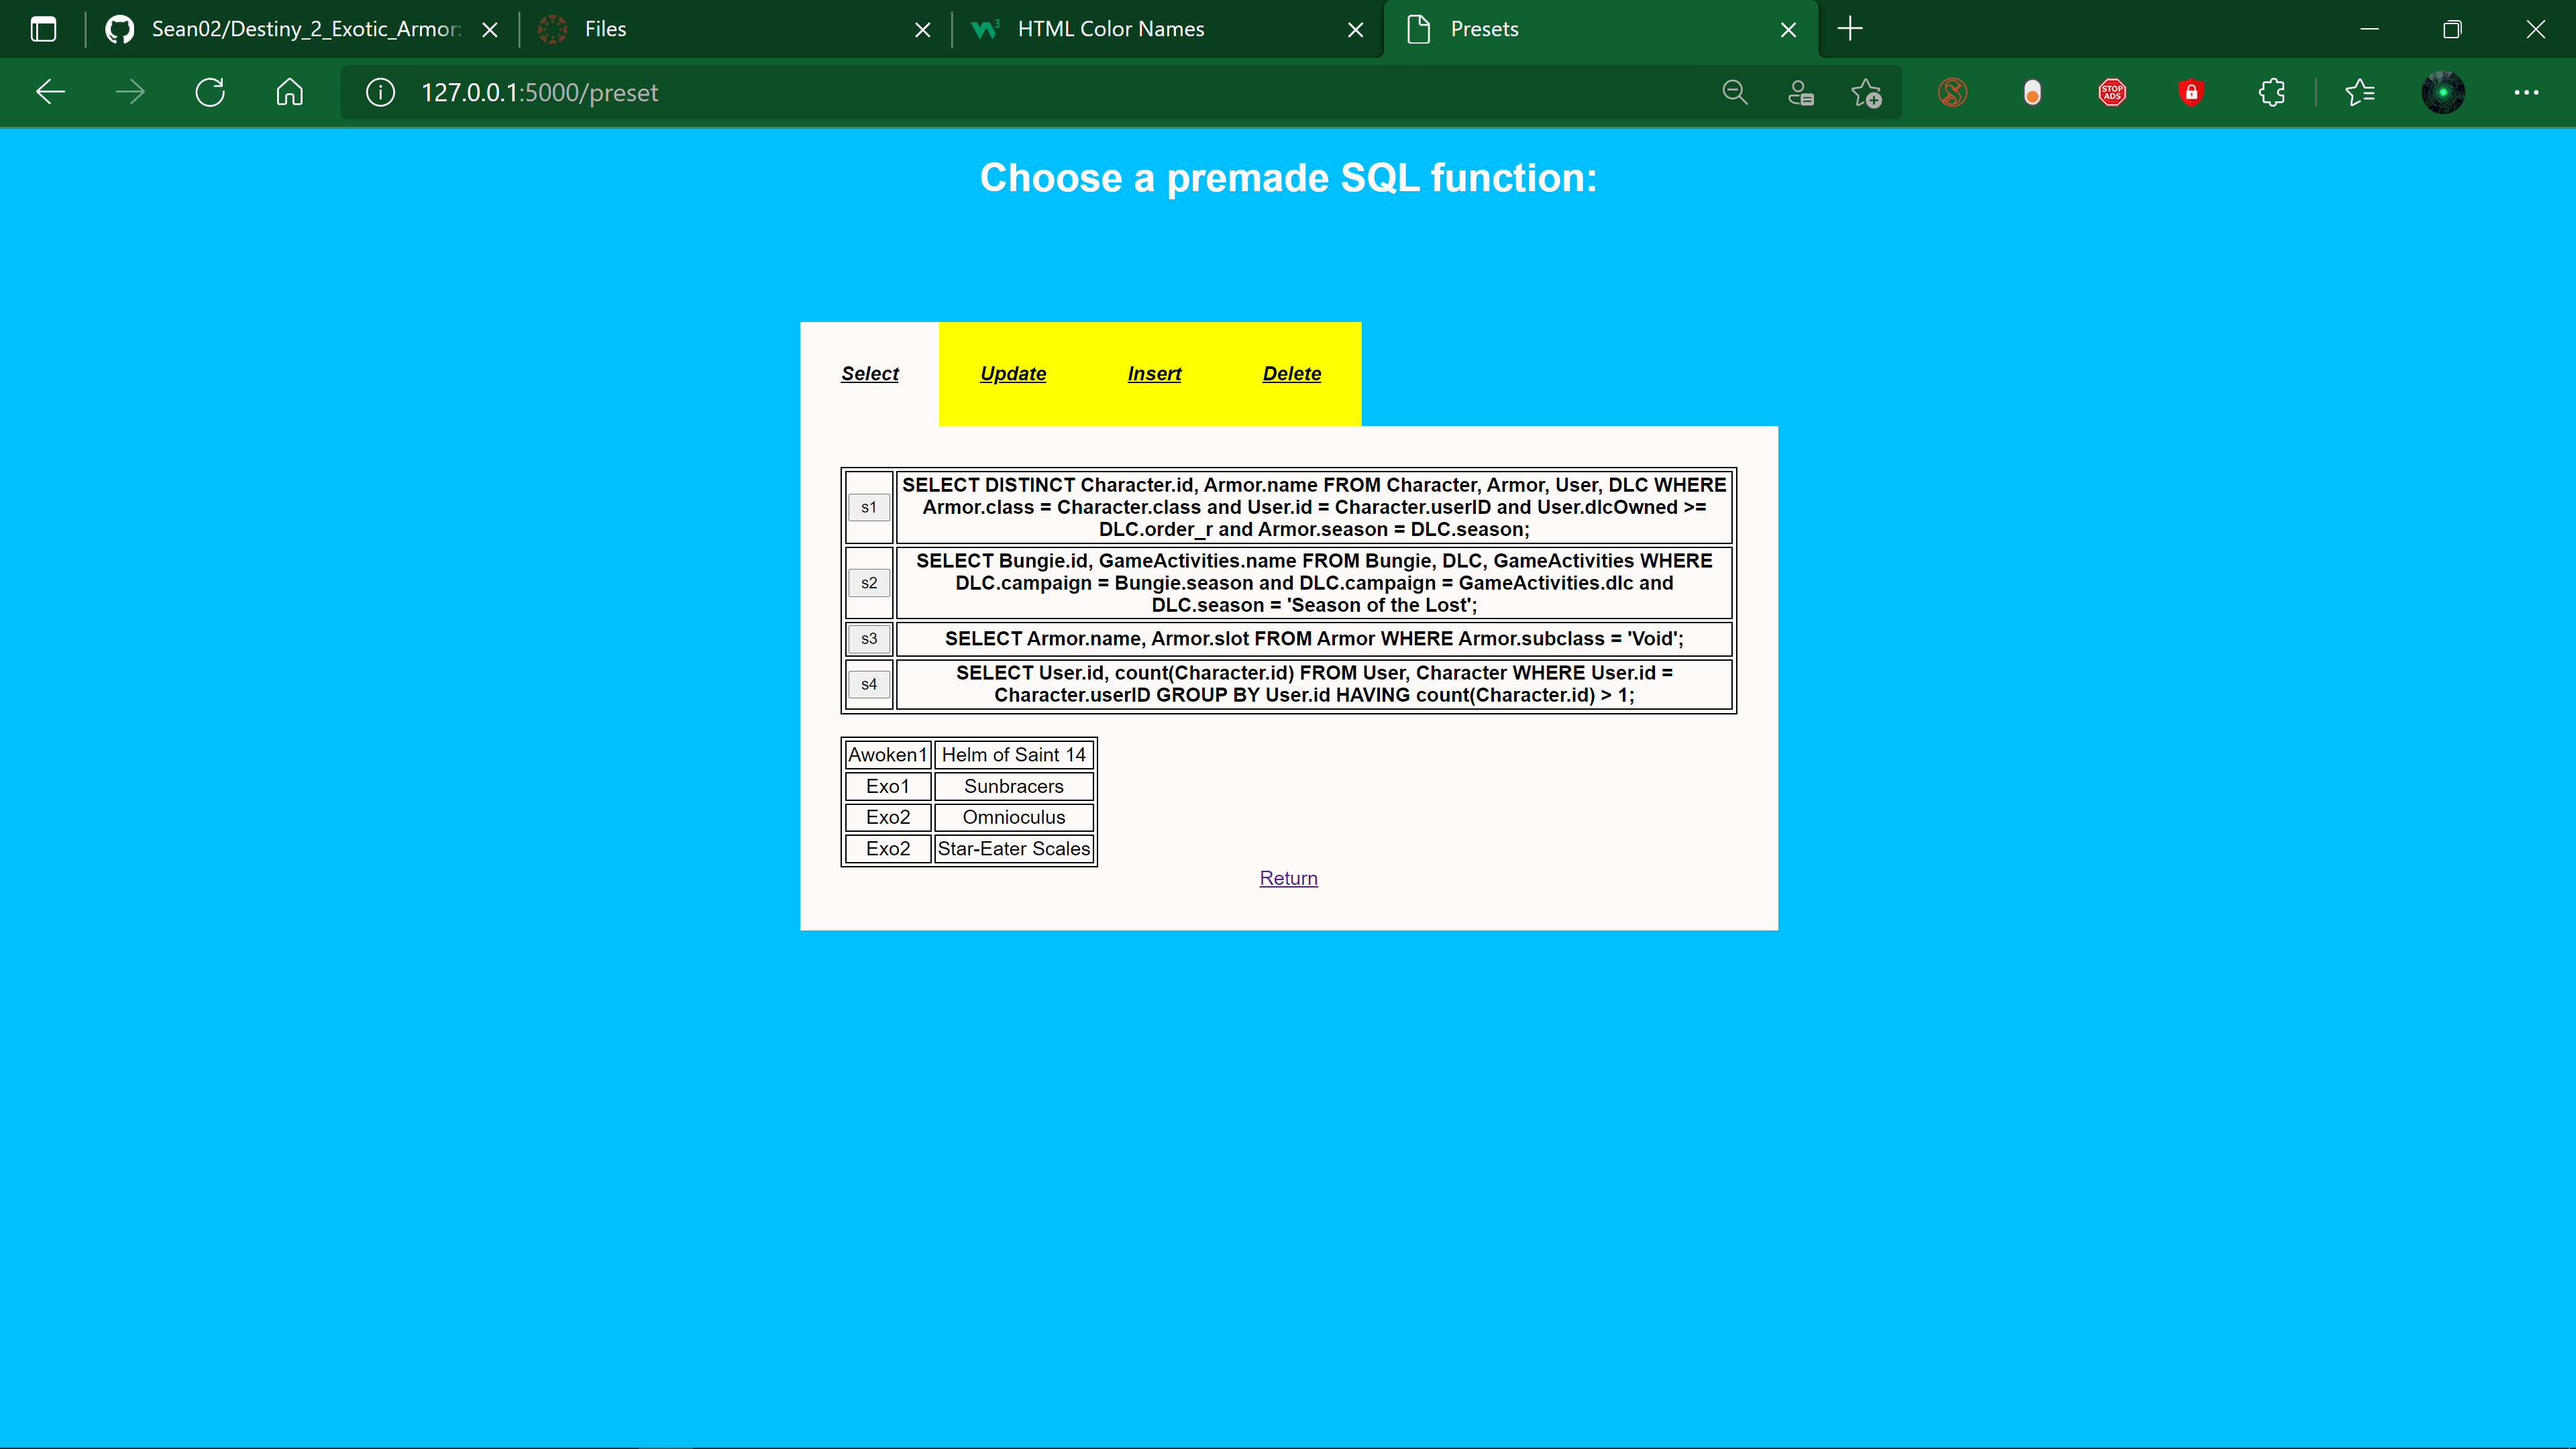 Sean02/Destiny_2_Exotic_Armor:
Files
HTML Color Names
Presets
127.0.0.1:5000/preset
STOP ADS
Choose a premade SQL function:
Select
Update
Insert
Delete
s1
SELECT DISTINCT Character.id, Armor.name FROM Character, Armor, User, DLC WHERE
Armor.class = Character.class and User.id = Character.userID and User.dlcOwned >=
DLC.order_r and Armor.season = DLC.season;
s2
SELECT Bungie.id, GameActivities.name FROM Bungie, DLC, GameActivities WHERE
DLC.campaign = Bungie.season and DLC.campaign = GameActivities.dlc and
DLC.season = 'Season of the Lost';
s3
SELECT Armor.name, Armor.slot FROM Armor WHERE Armor.subclass = 'Void';
s4
SELECT User.id, count(Character.id) FROM User, Character WHERE User.id =
Character.userID GROUP BY User.id HAVING count(Character.id) > 1;
Awoken1 Helm of Saint 14
Exo1 Sunbracers
Exo2 Omnioculus
Exo2 Star-Eater Scales
Return